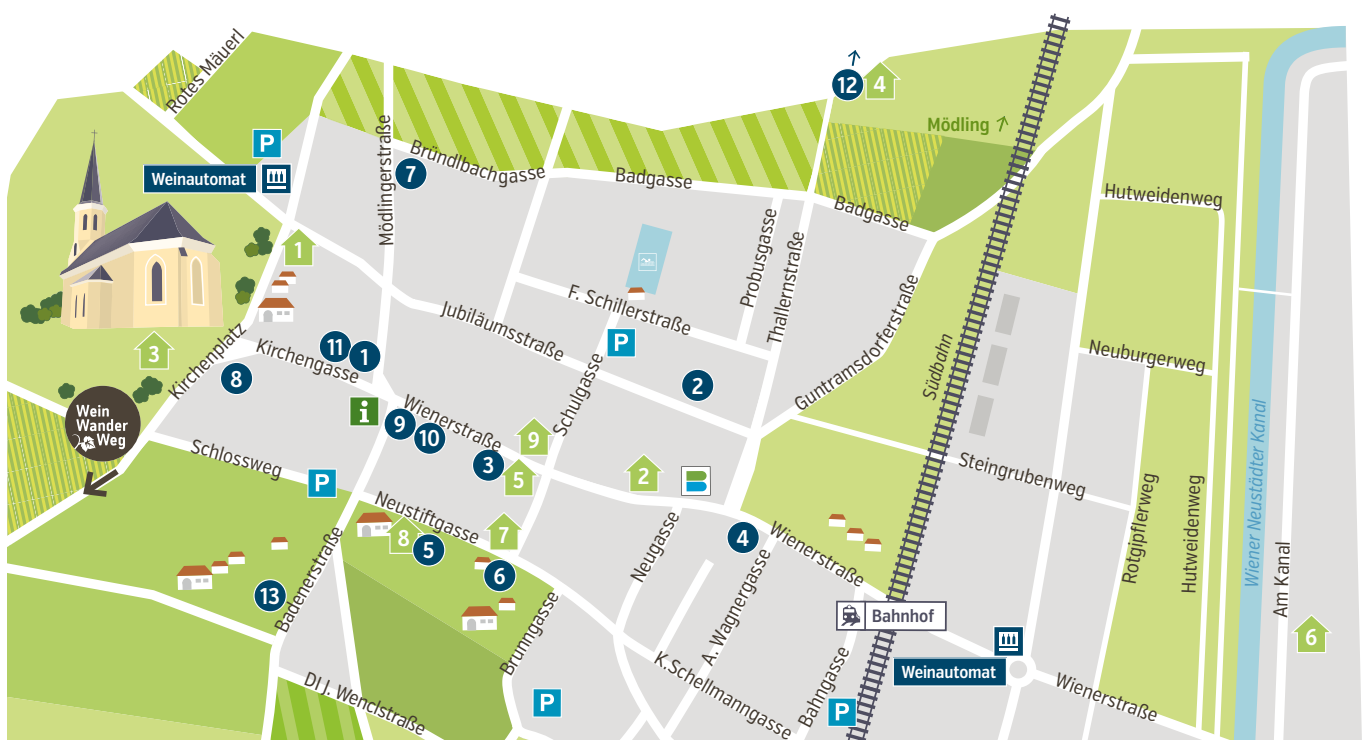 Rotes Mäuerl
P
Weinautomat
Mödlingerstraße
7
Bründlbachgasse
Badgasse
12
4
Mödling
Badgasse
Hutweidenweg
1
Probusgasse
Thallernstraße
F. Schillerstraße
Jubiläumsstraße
P
Guntramsdorferstraße
Südbahn
Neuburgerweg
3
Kirchenplatz
Kirchengasse
11
1
8
2
Schulgasse
Wein
Wander
Weg
i
9
10
Wienerstraße
3
9
5
2
Schlossweg
P
Steingrubenweg
Wiener Neustädter Kanal
Neustiftgasse
8
5
7
6
Neugasse
4
Wienerstraße
Rotgipflerweg
Hutweidenweg
Am Kanal
13
Badenerstraße
Brunngasse
A. Wagnergasse
Bahnhof
6
DI J. Wenclstraße
P
K.Schellmanngasse
Bahngasse
P
Weinautomat
Wienerstraße